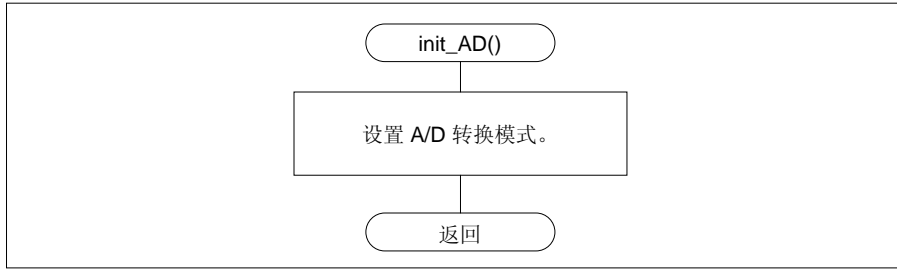 init_AD()
设置 A/D 转换模式。
返回